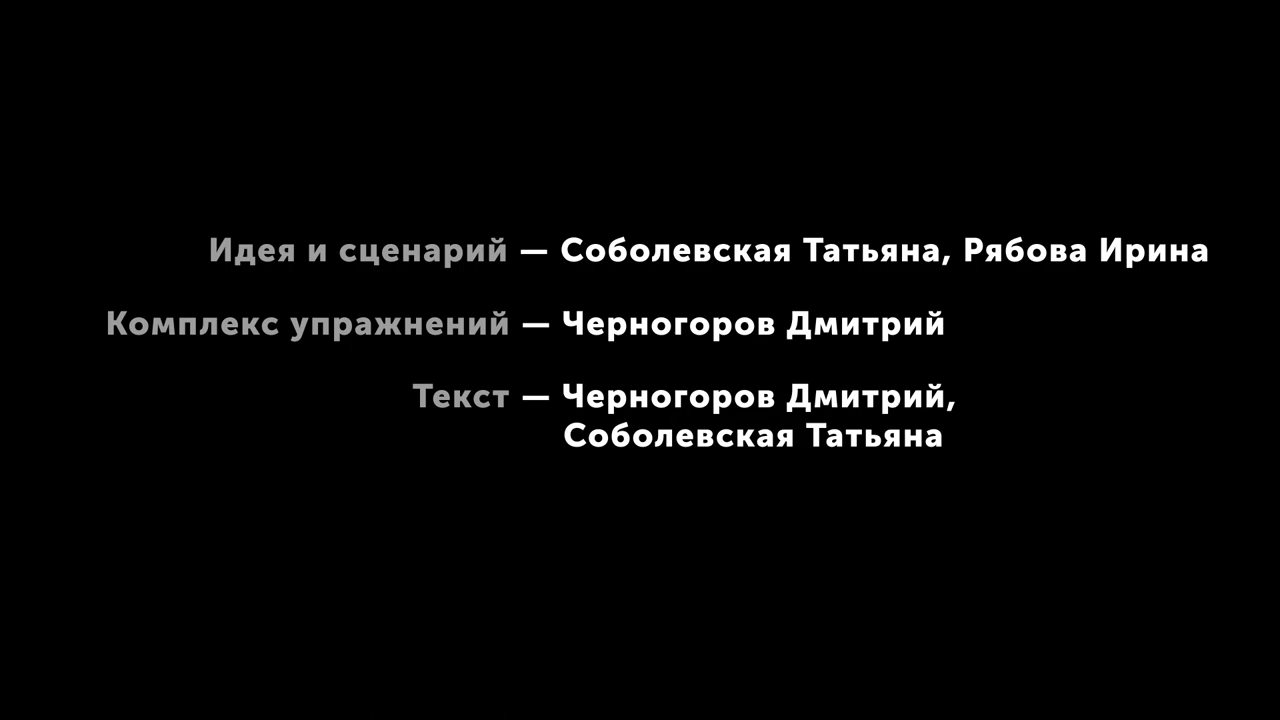 Идея и сценарий — Соболевская Татьяна, Рябова Ирина
Комплекс упражнений — Черногоров Дмитрий
Текст — Черногоров Дмитрий,
Соболевская Татьяна